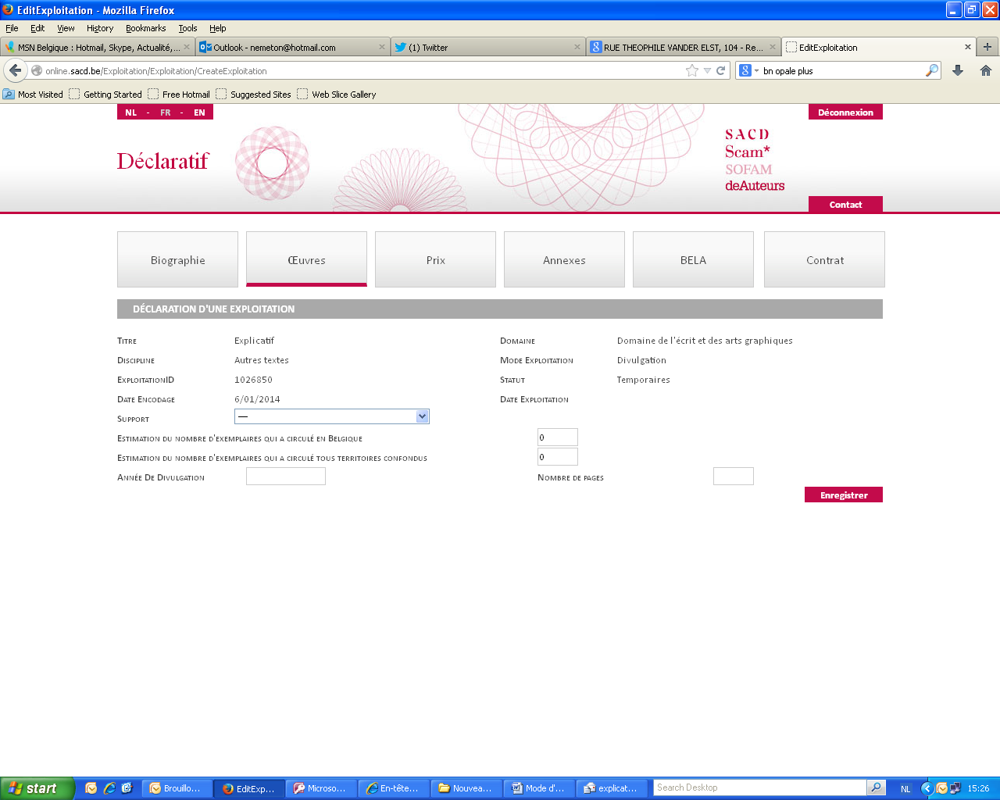 EditExploitation - Mozilla Firefox
File Edit View History Bookmarks Tools Help
MSN Belgique : Hotmail, Skype, Actualité,... Outlook - nemeton@hotmail.com (1) Twitter RUE THEOPHILE VANDER ELST, 104 - Re... EditExploitation
online.sacd.be/Exploitation/Exploitation/CreateExploitation bn opale plus
Most Visited Getting Started Free Hotmail Suggested Sites Web Slice Gallery
NL - FR - EN Déconnexion
Déclaratif
SACD
Scam*
SOFAM
deAuteurs
Contact
Biographie Œuvres Prix Annexes BELA Contrat
DÉCLARATION D'UNE EXPLOITATION
Titre Explicatif Domaine Domaine de l'écrit et des arts graphiques
Discipline Autres textes Mode Exploitation Divulgation
ExploitationID 1026850 Statut Temporaires
Date Encodage 6/01/2014 Date Exploitation
Support —
Estimation du nombre d'exemplaires qui a circulé en Belgique 0
Estimation du nombre d'exemplaires qui a circulé tous territoires confondus 0
Année De Divulgation Nombre de pages
Enregistrer
start Brouillo... EditExp... Microso... En-tête... Nouvea... Mode d'... explicat... Search Desktop NL 15:26